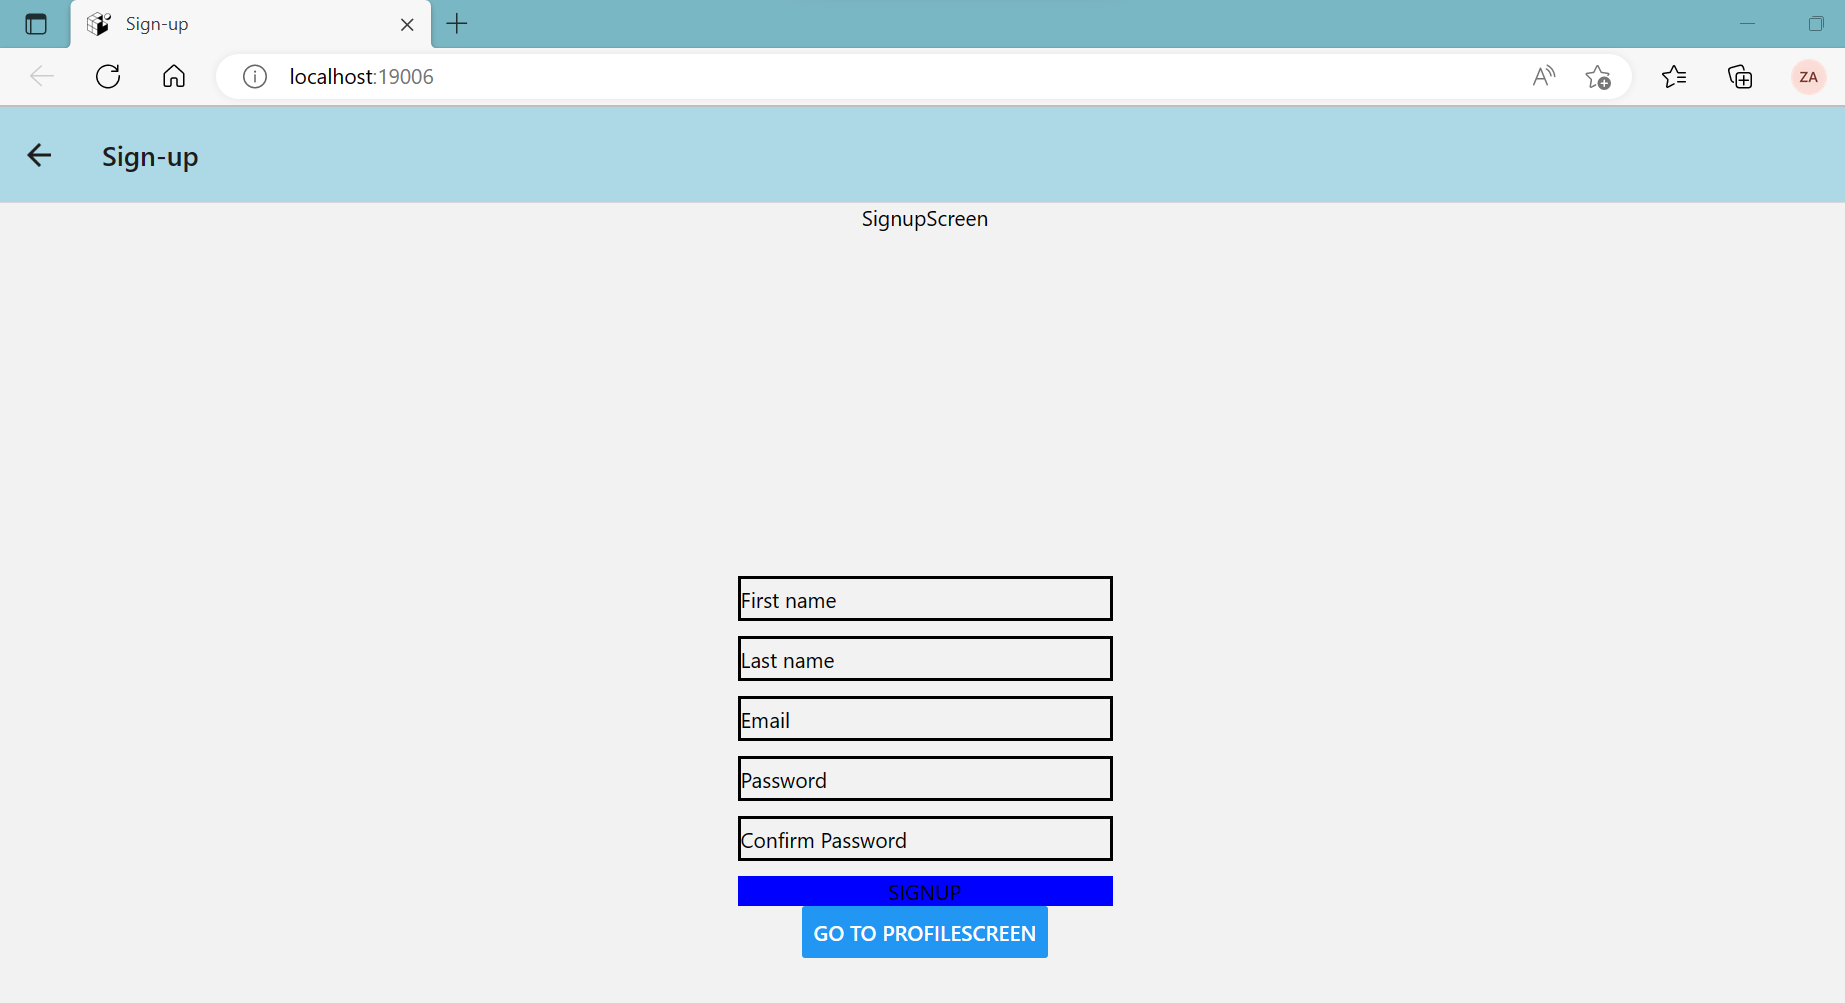 Sign-up
localhost:19006
ZA
Sign-up
SignupScreen
First name
Last name
Email
Password
Confirm Password
SIGNUP
GO TO PROFILESCREEN